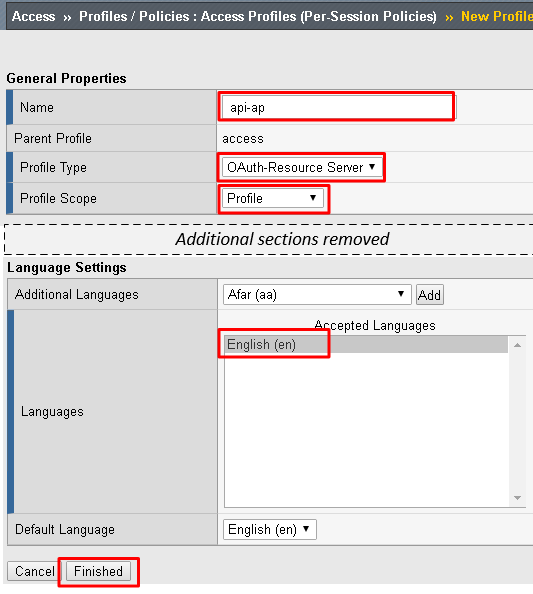 Access » Profiles / Policies : Access Profiles (Per-Session Policies) » New Profile
General Properties
Name api-ap
Parent Profile access
Profile Type OAuth-Resource Server
Profile Scope Profile
Additional sections removed
Language Settings
Additional Languages Afar (aa) Add
Accepted Languages
English (en)
Languages
Default Language English (en)
Cancel Finished